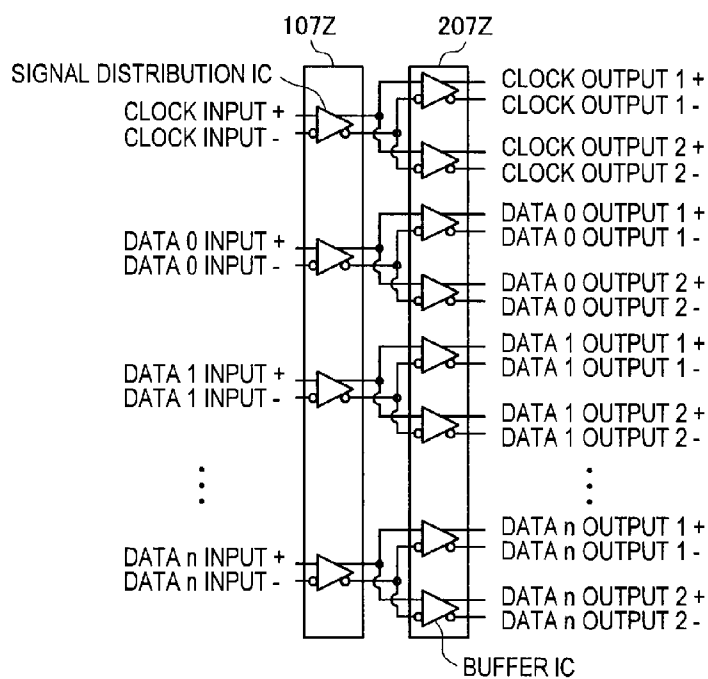 107Z
207Z
SIGNAL DISTRIBUTION IC
CLOCK INPUT +
CLOCK INPUT -
CLOCK OUTPUT 1 +
CLOCK OUTPUT 1 -
CLOCK OUTPUT 2 +
CLOCK OUTPUT 2 -
DATA 0 INPUT +
DATA 0 INPUT -
DATA 0 OUTPUT 1 +
DATA 0 OUTPUT 1 -
DATA 0 OUTPUT 2 +
DATA 0 OUTPUT 2 -
DATA 1 INPUT +
DATA 1 INPUT -
DATA 1 OUTPUT 1 +
DATA 1 OUTPUT 1 -
DATA 1 OUTPUT 2 +
DATA 1 OUTPUT 2 -
DATA n INPUT +
DATA n INPUT -
DATA n OUTPUT 1 +
DATA n OUTPUT 1 -
DATA n OUTPUT 2 +
DATA n OUTPUT 2 -
BUFFER IC